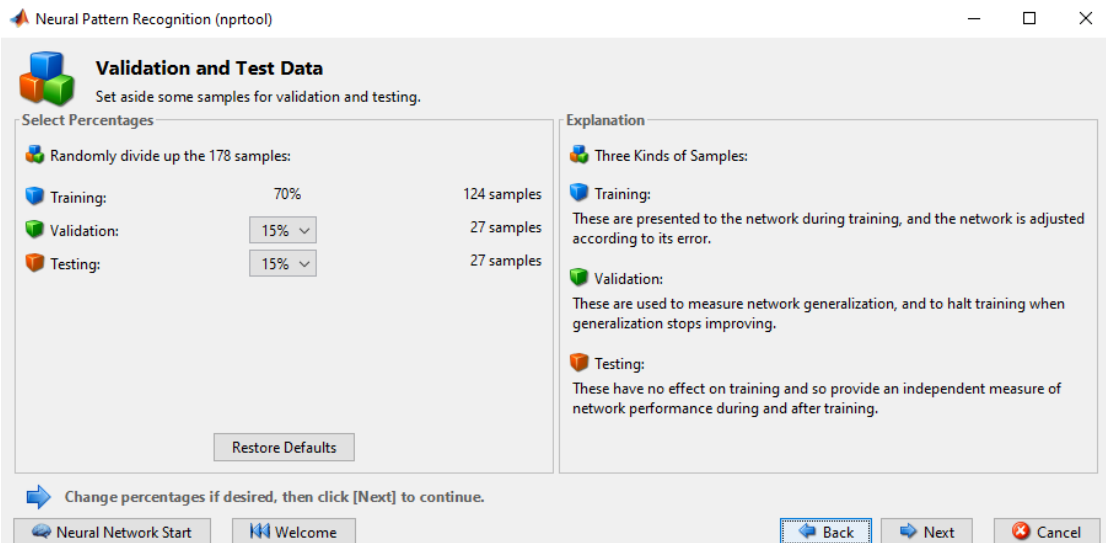 Neural Pattern Recognition (nprtool)
Validation and Test Data
Set aside some samples for validation and testing.
Select Percentages
Randomly divide up the 178 samples:
Training: 70% 124 samples
Validation: 15% 27 samples
Testing: 15% 27 samples
Restore Defaults
Explanation
Three Kinds of Samples:
Training:
These are presented to the network during training, and the network is adjusted
according to its error.
Validation:
These are used to measure network generalization, and to halt training when
generalization stops improving.
Testing:
These have no effect on training and so provide an independent measure of
network performance during and after training.
Change percentages if desired, then click [Next] to continue.
Neural Network Start Welcome Back Next Cancel